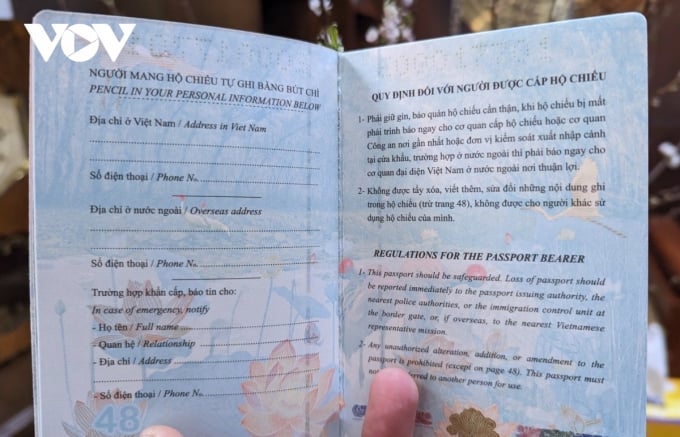 VOV
NGƯỜI MANG HỘ CHIẾU TỰ GHI BẰNG BÚT CHÌ
PENCIL IN YOUR PERSONAL INFORMATION BELOW
Địa chỉ ở Việt Nam / Address in Viet Nam
Số điện thoại / Phone No.
Địa chỉ ở nước ngoài / Overseas address
Số điện thoại / Phone No.
Trường hợp khẩn cấp, báo tin cho:
In case of emergency, notify
- Họ tên / Full name
- Quan hệ / Relationship
- Địa chỉ / Address
- Số điện thoại / Phone No.
48
QUY ĐỊNH ĐỐI VỚI NGƯỜI ĐƯỢC CẤP HỘ CHIẾU
1- Phải giữ gìn, bảo quản hộ chiếu cẩn thận, khi hộ chiếu bị mất
phải trình báo ngay cho cơ quan cấp hộ chiếu hoặc cơ quan
Công an nơi gần nhất hoặc đơn vị kiểm soát xuất nhập cảnh
tại cửa khẩu, trường hợp ở nước ngoài thì phải báo ngay cho
cơ quan đại diện Việt Nam ở nước ngoài nơi thuận lợi.
2- Không được tẩy xóa, viết thêm, sửa đổi những nội dung ghi
trong hộ chiếu (trừ trang 48), không được cho người khác sử
dụng hộ chiếu của mình.
REGULATIONS FOR THE PASSPORT BEARER
1- This passport should be safeguarded. Loss of passport should
be reported immediately to the passport issuing authority, the
nearest police authorities, or the immigration control unit at
the border gate, or, if overseas, to the nearest Vietnamese
representative mission.
2- Any unauthorized alteration, addition, or amendment to the
passport is prohibited (except on page 48). This passport must
to another person for use.